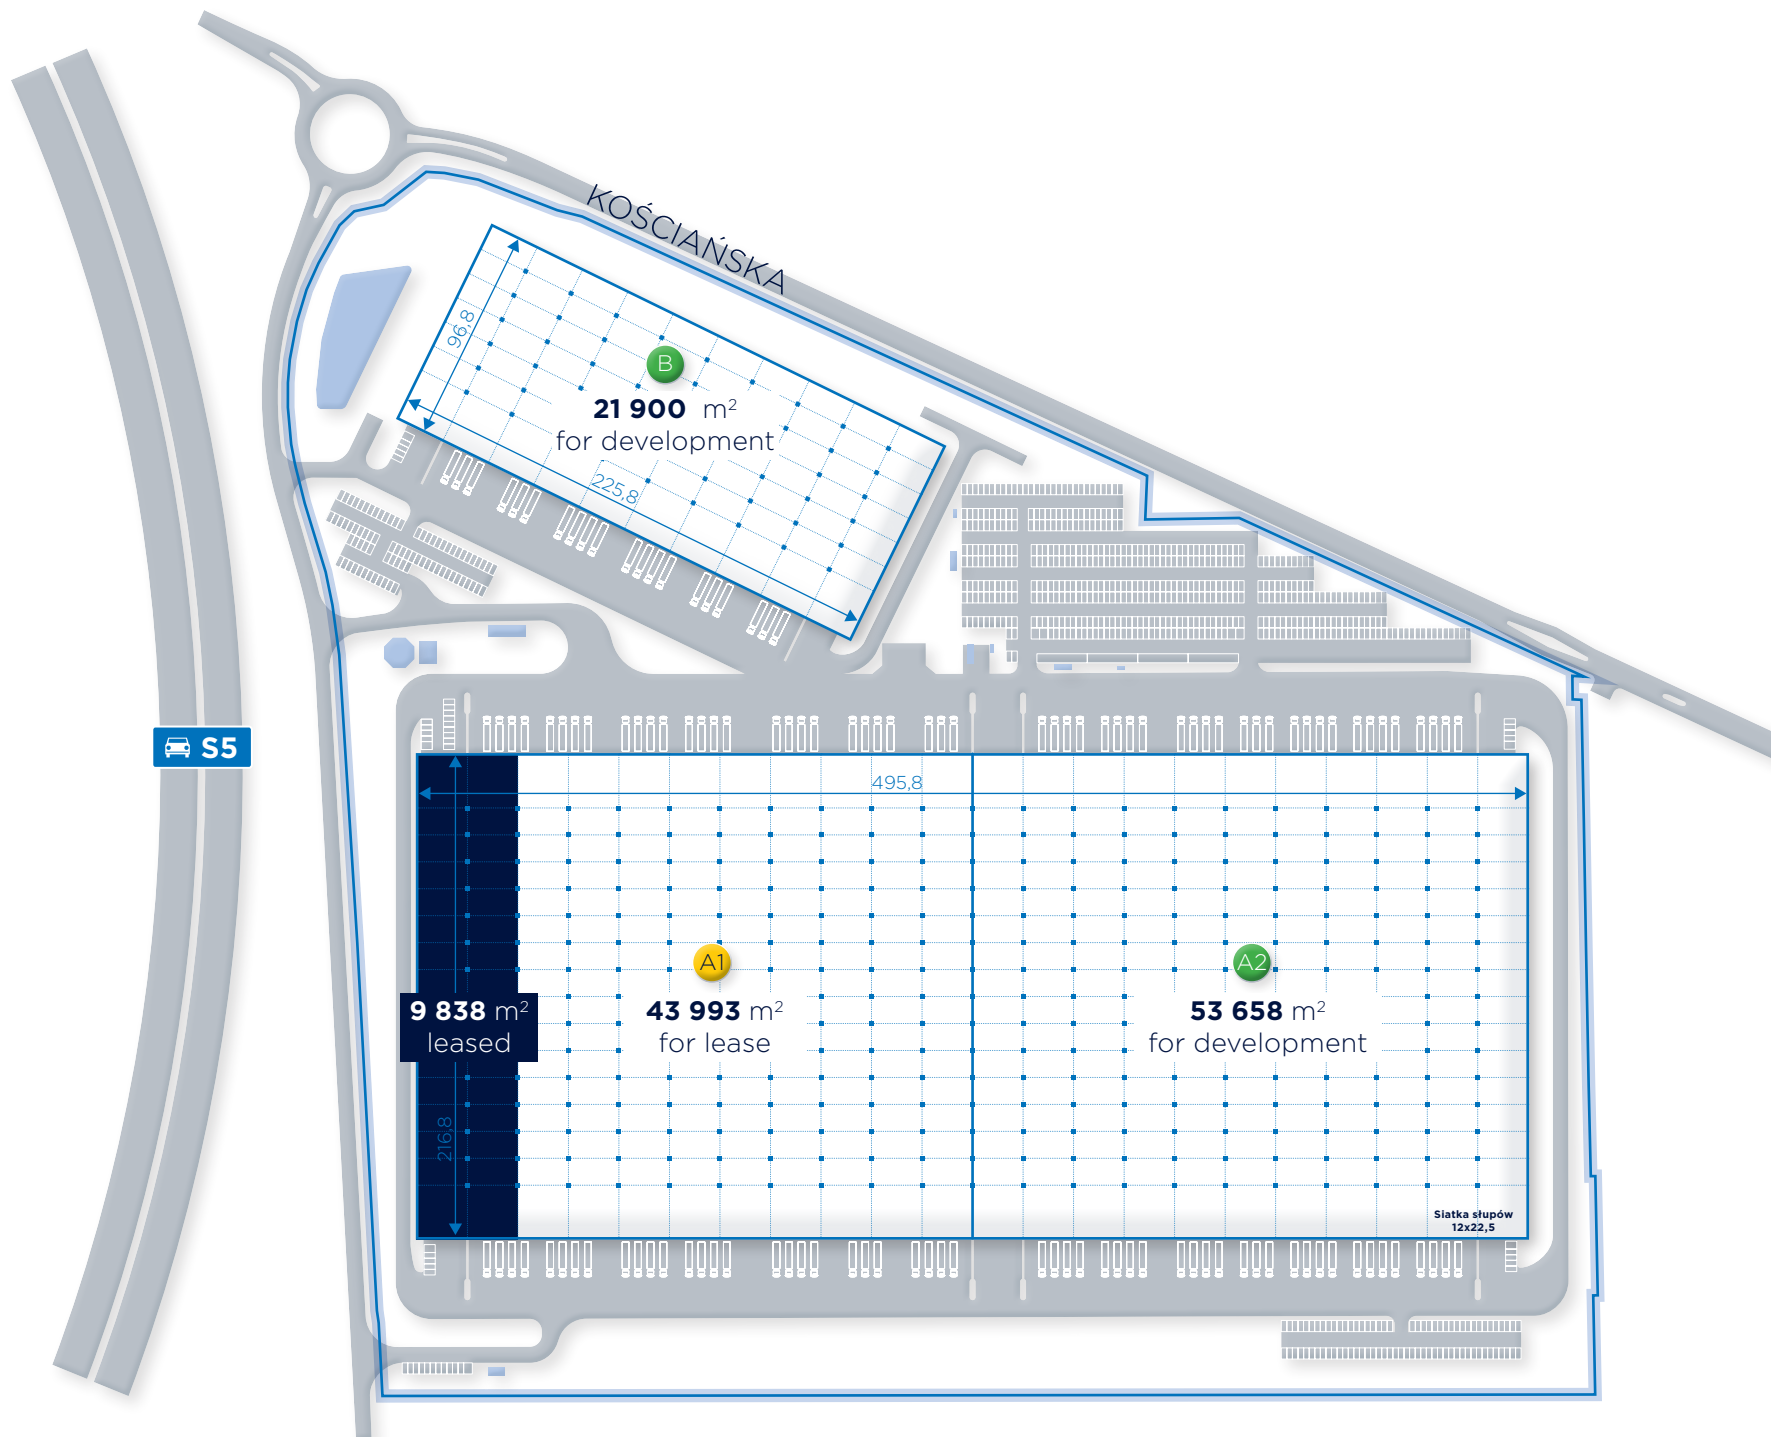 KOŚCIAŃSKA
96,8
B
21 900 m²
for development
225,8
S5
495,8
A1
A2
9 838 m²
leased
43 993 m²
for lease
53 658 m²
for development
216,8
Siatka słupów
12x22,5